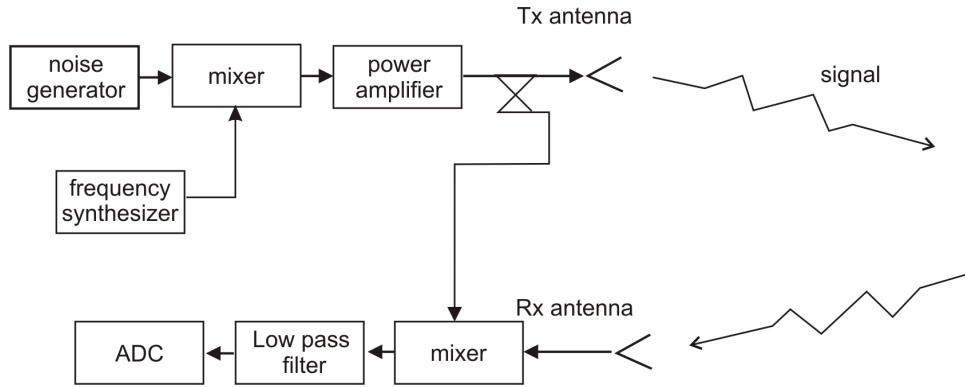 Tx antenna
noise
generator
mixer
power
amplifier
signal
frequency
synthesizer
Rx antenna
ADC
Low pass
filter
mixer